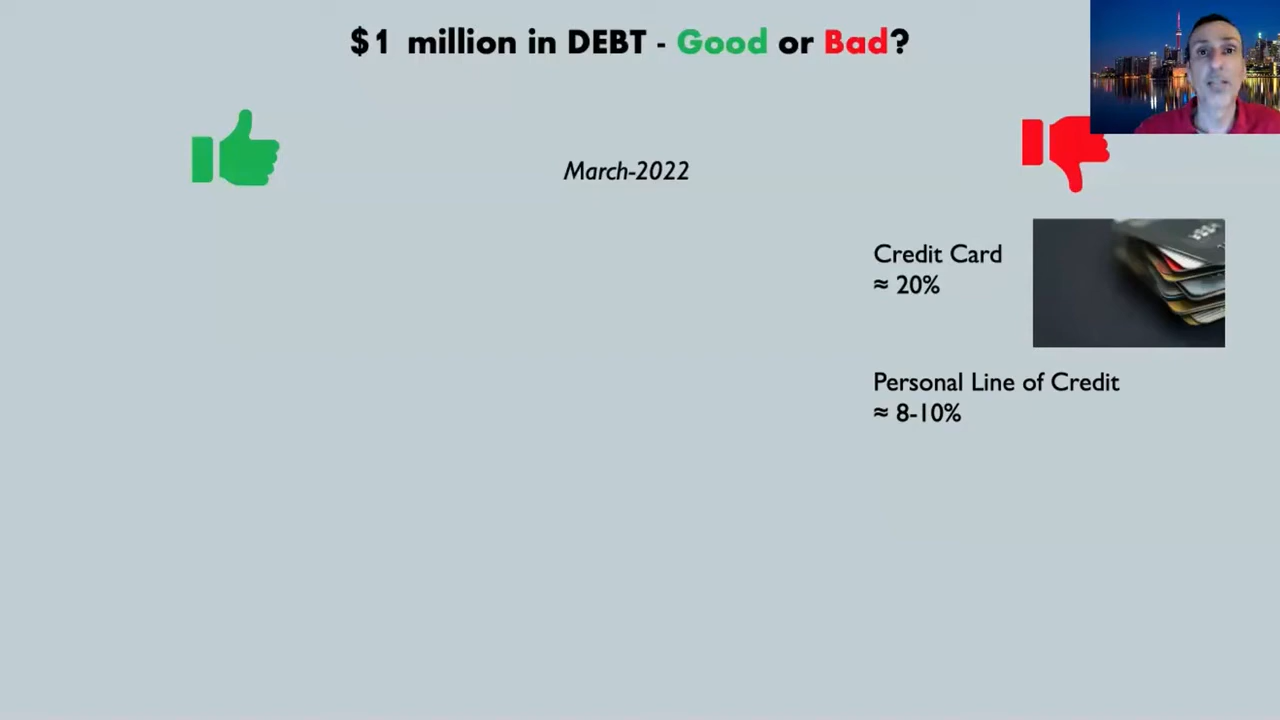 $1 million in DEBT - Good or Bad?
March-2022
Credit Card
≈ 20%
Personal Line of Credit
≈ 8-10%